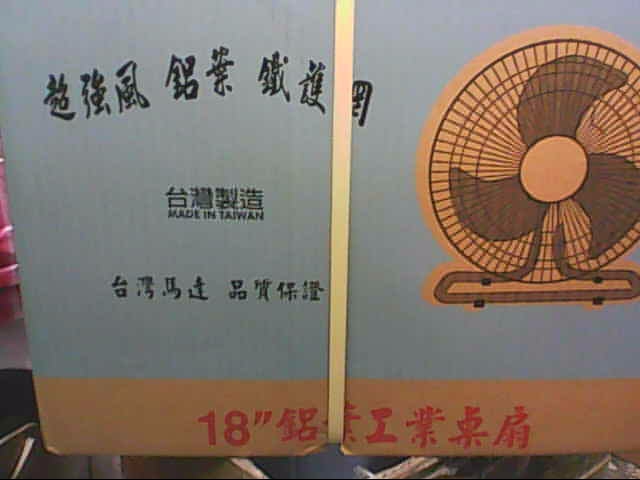 超強風 鋁葉 鐵護網
台灣製造
MADE IN TAIWAN
台灣馬達 品質保證
18"鋁葉工業桌扇